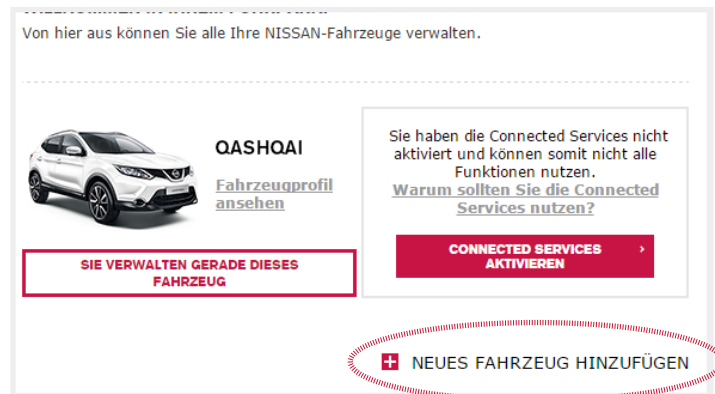 Von hier aus können Sie alle Ihre NISSAN-Fahrzeuge verwalten.
QASHQAI
Fahrzeugprofil
ansehen
SIE VERWALTEN GERADE DIESES
FAHRZEUG
Sie haben die Connected Services nicht
aktiviert und können somit nicht alle
Funktionen nutzen.
Warum sollten Sie die Connected
Services nutzen?
CONNECTED SERVICES
AKTIVIEREN
NEUES FAHRZEUG HINZUFÜGEN